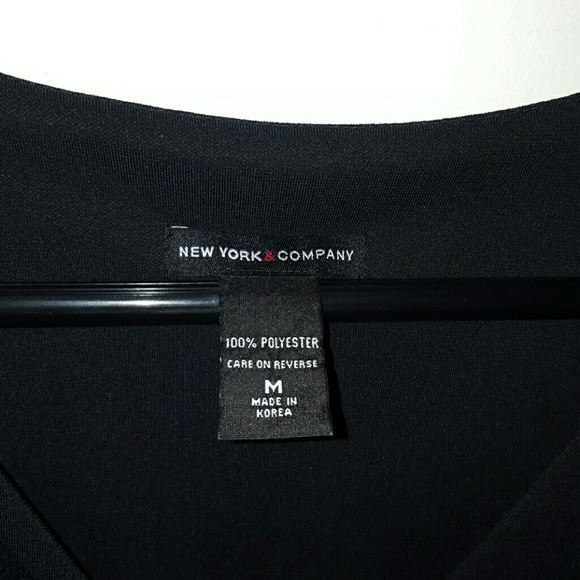 NEW YORK & COMPANY
100% POLYESTER
CARE ON REVERSE
M
MADE IN
KOREA